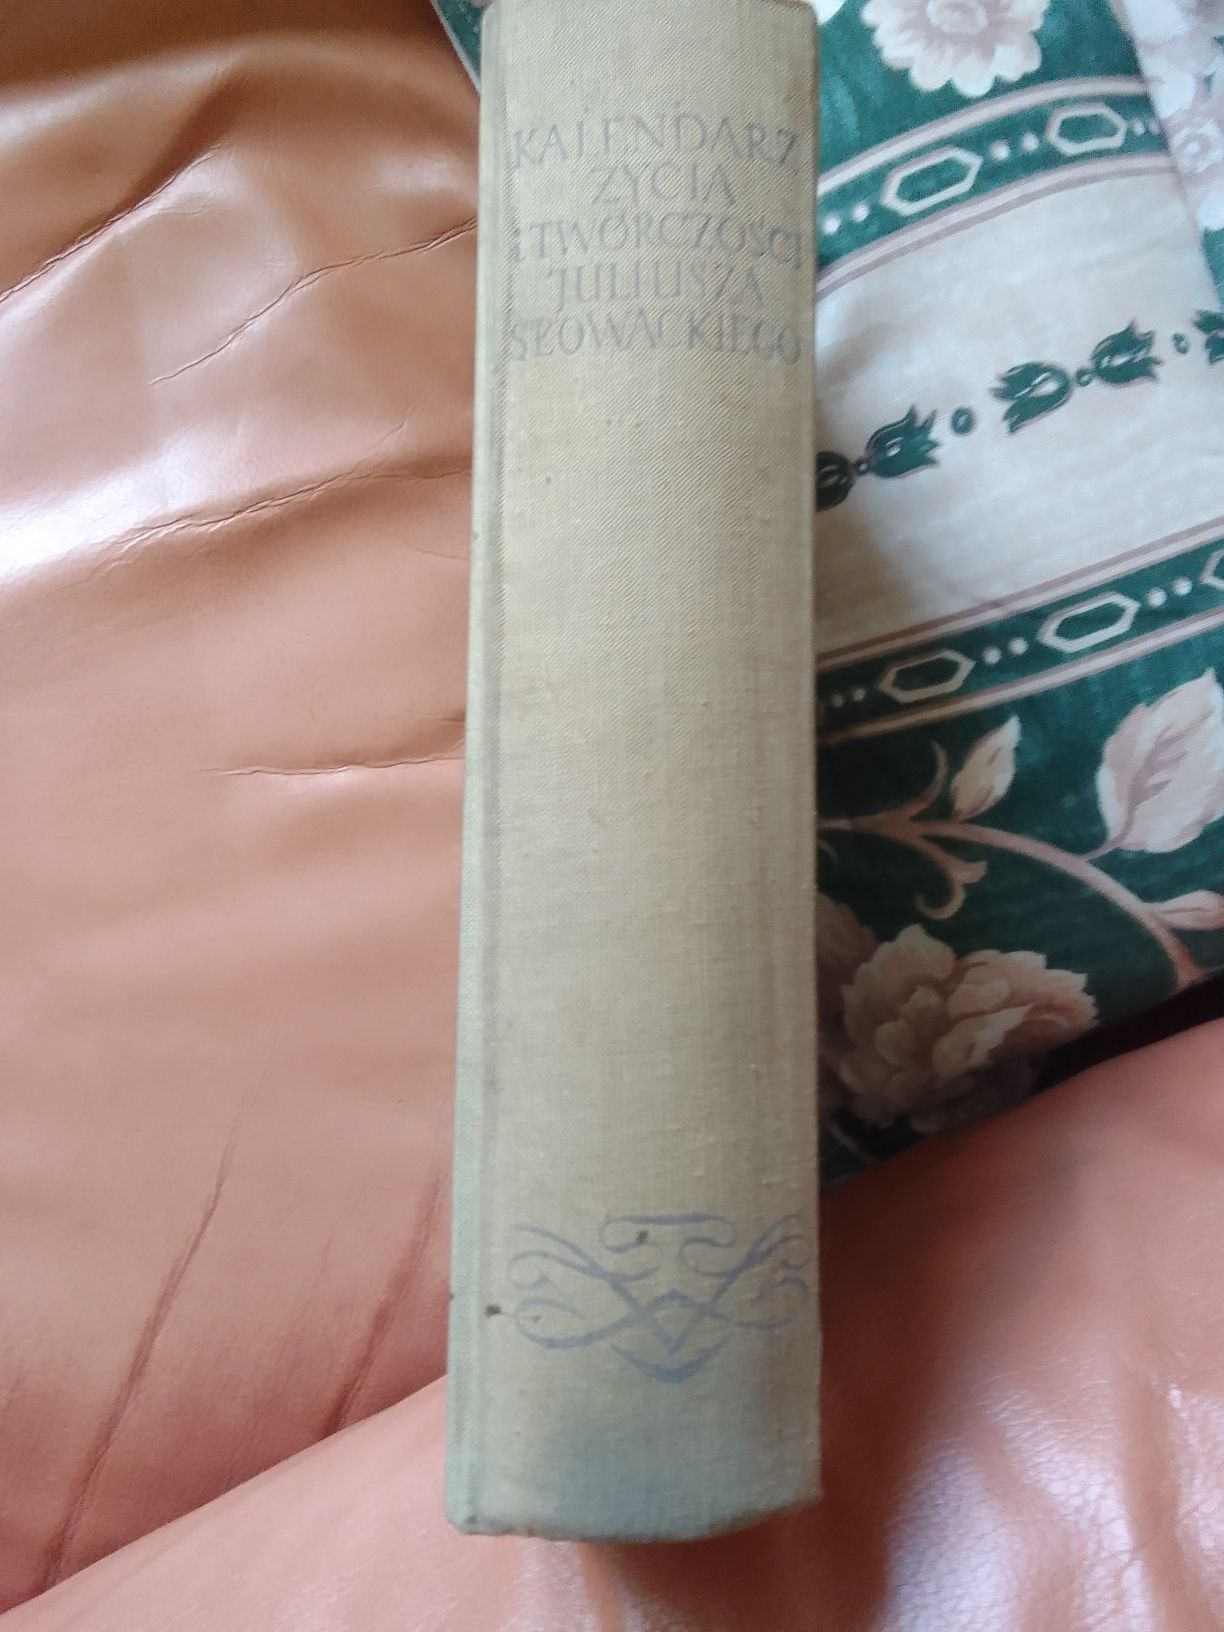 KALENDARZ
ŻYCIA
I TWÓRCZOŚCI
JULIUSZA
SŁOWACKIEGO